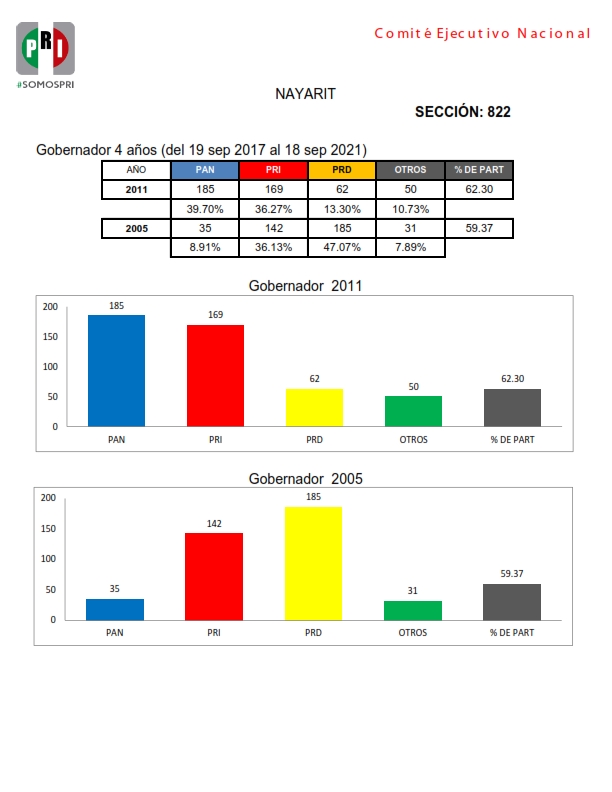 PRI
#SOMOSPRI
Comité Ejecutivo Nacional
NAYARIT
SECCIÓN: 822
Gobernador 4 años (del 19 sep 2017 al 18 sep 2021)
AÑO PAN PRI PRD OTROS % DE PART
2011 185 169 62 50 62.30
39.70% 36.27% 13.30% 10.73%
2005 35 142 185 31 59.37
8.91% 36.13% 47.07% 7.89%
Gobernador 2011
200
150
100
50
0
185
169
62
50
62.30
PAN PRI PRD OTROS % DE PART
Gobernador 2005
200
150
100
50
0
35
142
185
31
59.37
PAN PRI PRD OTROS % DE PART